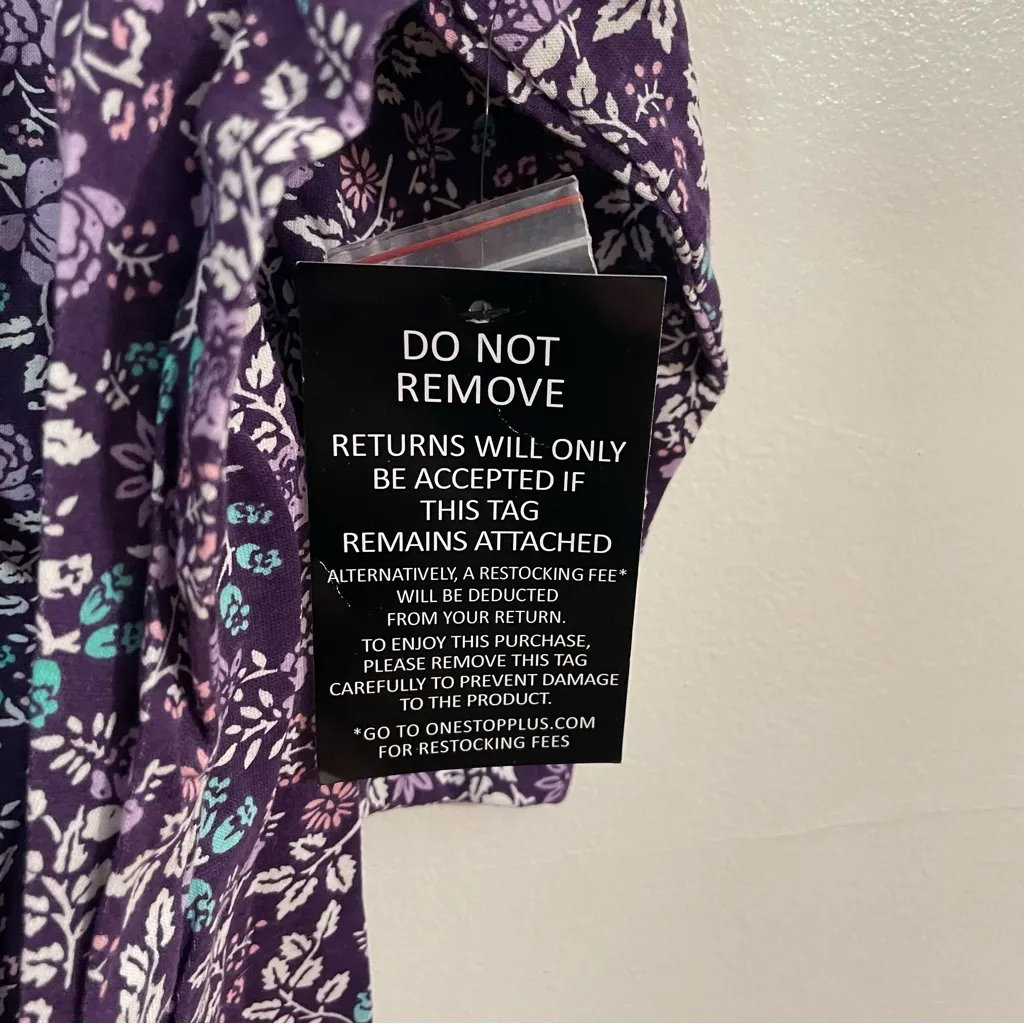 DO NOT
REMOVE
RETURNS WILL ONLY
BE ACCEPTED IF
THIS TAG
REMAINS ATTACHED
ALTERNATIVELY, A RESTOCKING FEE*
WILL BE DEDUCTED
FROM YOUR RETURN.
TO ENJOY THIS PURCHASE,
PLEASE REMOVE THIS TAG
CAREFULLY TO PREVENT DAMAGE
TO THE PRODUCT.
*GO TO ONESTOPPLUS.COM
FOR RESTOCKING FEES